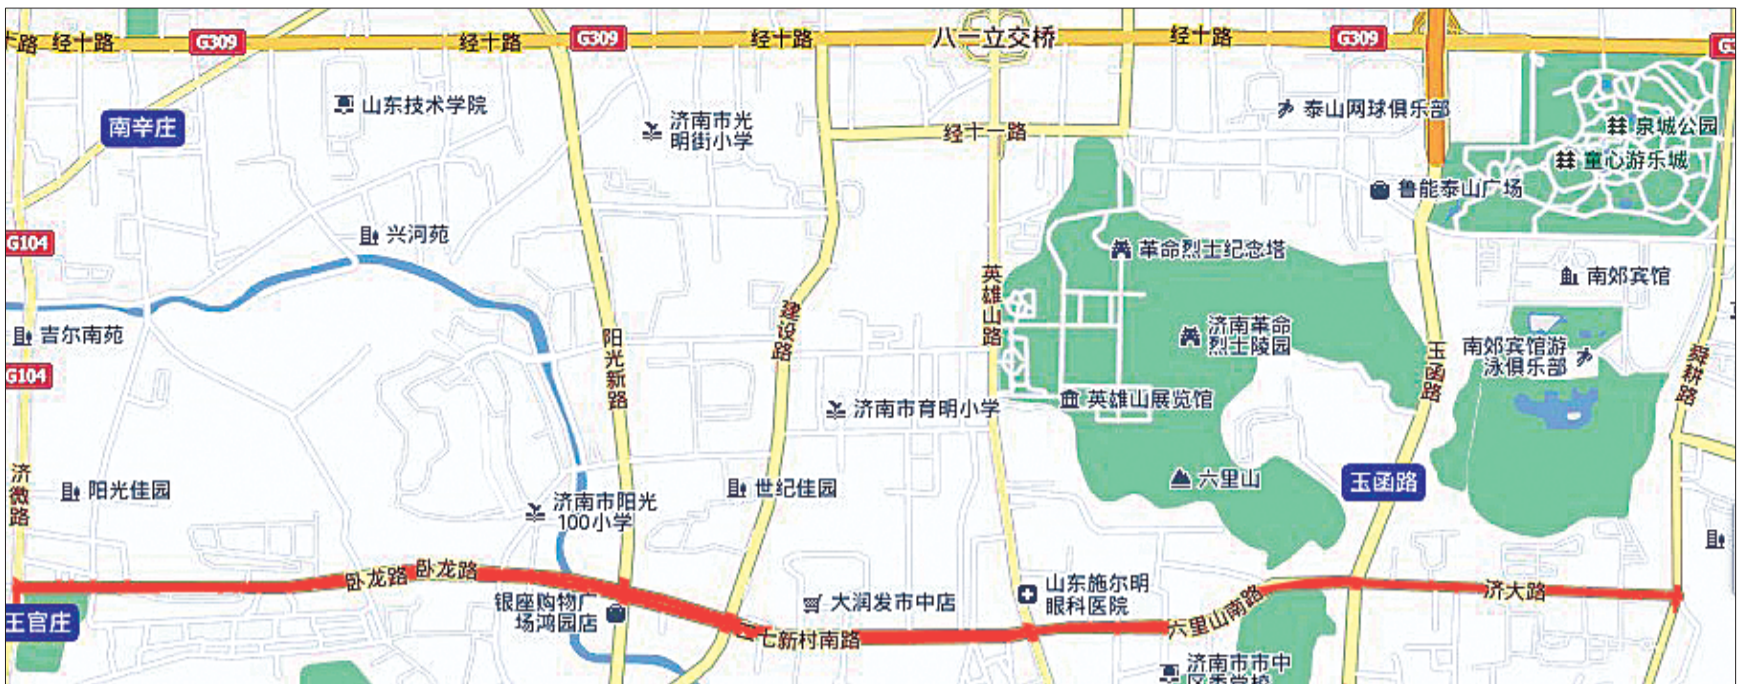 路
经十路
G309
经十路
G309
经十路
八一立交桥
经十路
G309
山东技术学院
南辛庄
济南市光
明街小学
经十一路
泰山网球俱乐部
泉城公园
童心游乐城
鲁能泰山广场
G104
兴河苑
革命烈士纪念塔
南郊宾馆
吉尔南苑
建设路
英雄山路
阳光新路
济南革命
烈士陵园
玉函路
南郊宾馆游
泳俱乐部
舜耕路
G104
济南市育明小学
英雄山展览馆
济微路
阳光佳园
世纪佳园
六里山
玉函路
济南市阳光
100小学
卧龙路
卧龙路
银座购物广
场鸿园店
大润发市中店
山东施尔明
眼科医院
六里山南路
济大路
王官庄
七新村南路
济南市市中